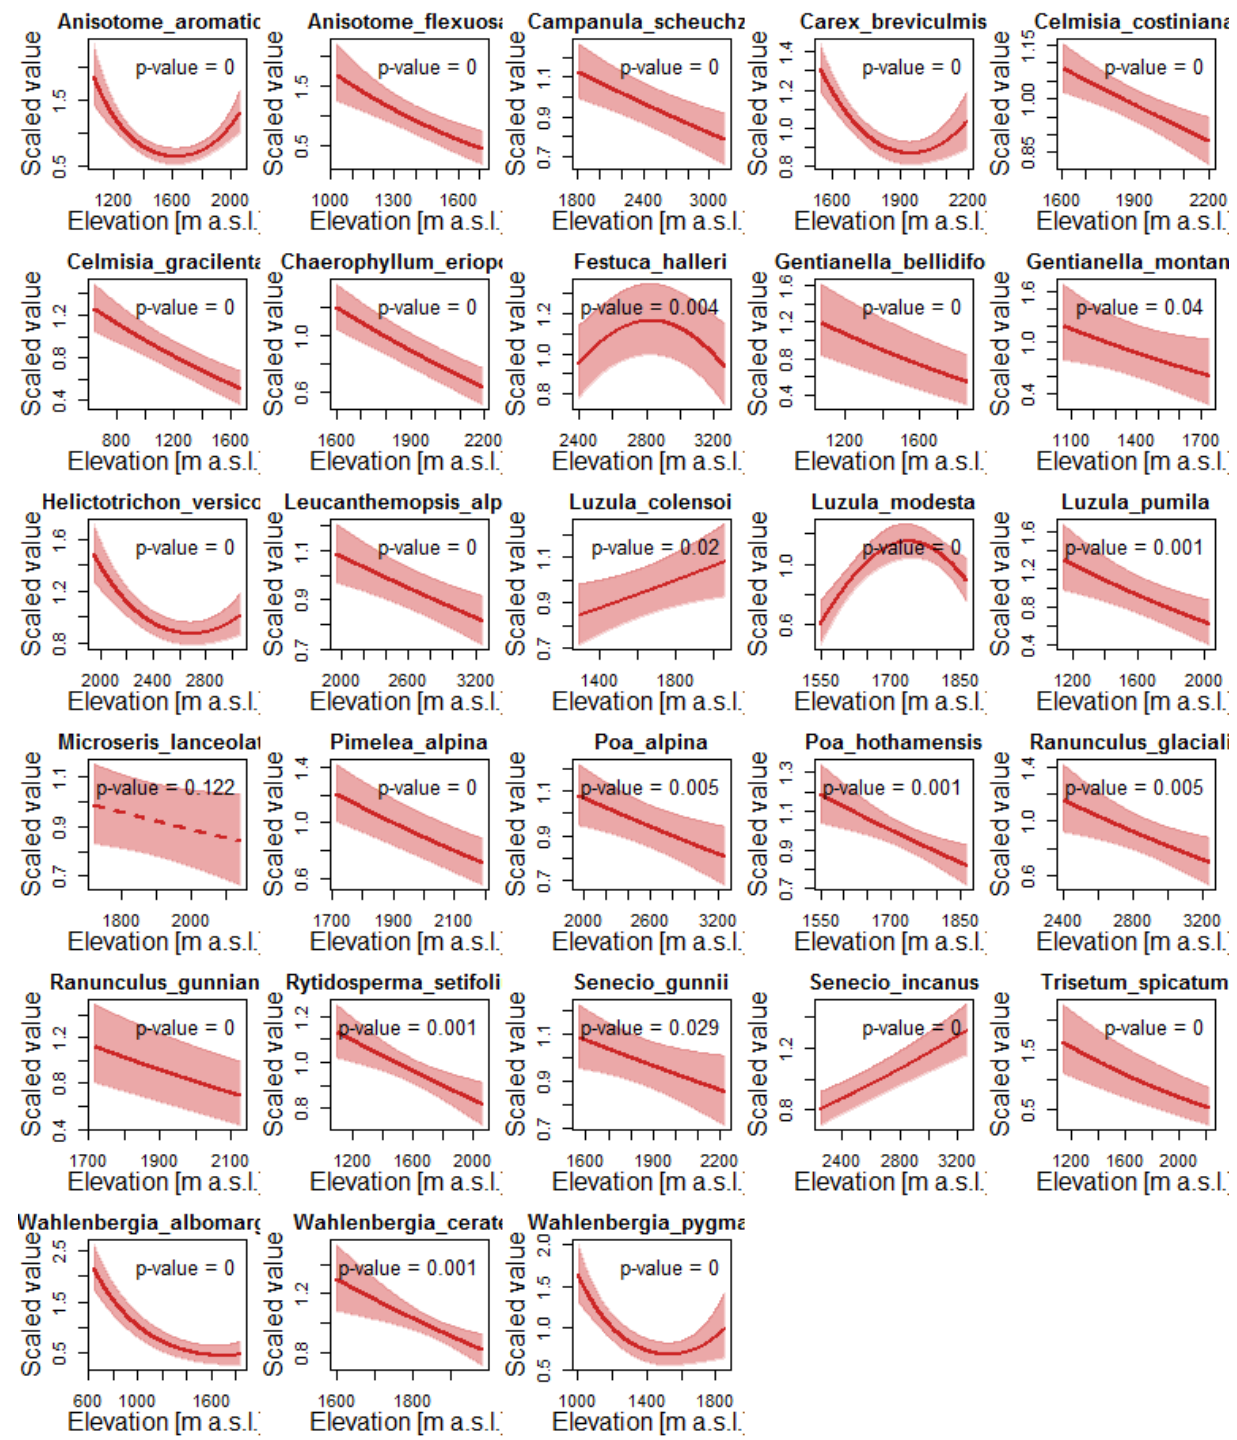 Anisotome_aromatic
p-value = 0
Scaled value
0.5 1.5
1200 1600 2000
Elevation [m a.s.l.]
Anisotome_flexuosa
p-value = 0
Scaled value
0.5 1.5
1000 1200 1400 1600
Elevation [m a.s.l.]
Campanula_scheuchz
p-value = 0
Scaled value
0.7 0.9 1.1
1800 2400 3000
Elevation [m a.s.l.]
Carex_breviculmis
p-value = 0
Scaled value
0.8 1.0 1.2 1.4
1600 1900 2200
Elevation [m a.s.l.]
Celmisia_costiniana
p-value = 0
Scaled value
0.85 1.00 1.15
1600 1900 2200
Elevation [m a.s.l.]
Celmisia_gracilenta
p-value = 0
Scaled value
0.4 0.8 1.2
800 1200 1600
Elevation [m a.s.l.]
Chaerophyllum_eriopo
p-value = 0
Scaled value
0.6 1.0
1600 1900 2200
Elevation [m a.s.l.]
Festuca_halleri
p-value = 0.004
Scaled value
0.8 1.0 1.2
2400 2800 3200
Elevation [m a.s.l.]
Gentianella_bellidifo
p-value = 0
Scaled value
0.4 0.8 1.2 1.6
1200 1600
Elevation [m a.s.l.]
Gentianella_montan
p-value = 0.04
Scaled value
0.4 1.0 1.6
1100 1400 1700
Elevation [m a.s.l.]
Helictotrichon_versico
p-value = 0
Scaled value
0.8 1.2 1.6
2000 2400 2800
Elevation [m a.s.l.]
Leucanthemopsis_alp
p-value = 0
Scaled value
0.7 0.9 1.1
2000 2600 3200
Elevation [m a.s.l.]
Luzula_colensoi
p-value = 0.02
Scaled value
0.7 0.9 1.1
1400 1800
Elevation [m a.s.l.]
Luzula_modesta
p-value = 0
Scaled value
0.6 1.0
1550 1700 1850
Elevation [m a.s.l.]
Luzula_pumila
p-value = 0.001
Scaled value
0.4 0.8 1.2 1.6
1200 1600 2000
Elevation [m a.s.l.]
Microseris_lanceolat
p-value = 0.122
Scaled value
0.7 0.9 1.1
1800 2000
Elevation [m a.s.l.]
Pimelea_alpina
p-value = 0
Scaled value
0.6 1.0 1.4
1700 1900 2100
Elevation [m a.s.l.]
Poa_alpina
p-value = 0.005
Scaled value
0.7 0.9 1.1
2000 2600 3200
Elevation [m a.s.l.]
Poa_hothamensis
p-value = 0.001
Scaled value
0.7 0.9 1.1 1.3
1550 1700 1850
Elevation [m a.s.l.]
Ranunculus_glaciali
p-value = 0.005
Scaled value
0.6 1.0 1.4
2400 2800 3200
Elevation [m a.s.l.]
Ranunculus_gunnian
p-value = 0
Scaled value
0.4 0.8 1.2
1700 1900 2100
Elevation [m a.s.l.]
Rytidosperma_setifoli
p-value = 0.001
Scaled value
0.8 1.0 1.2
1200 1600 2000
Elevation [m a.s.l.]
Senecio_gunnii
p-value = 0.029
Scaled value
0.7 0.9 1.1
1600 1900 2200
Elevation [m a.s.l.]
Senecio_incanus
p-value = 0
Scaled value
0.8 1.2
2400 2800 3200
Elevation [m a.s.l.]
Trisetum_spicatum
p-value = 0
Scaled value
0.5 1.5
1200 1600 2000
Elevation [m a.s.l.]
Wahlenbergia_albomarg
p-value = 0
Scaled value
0.5 1.5 2.5
600 1000 1600
Elevation [m a.s.l.]
Wahlenbergia_cerate
p-value = 0.001
Scaled value
0.8 1.2
1600 1800
Elevation [m a.s.l.]
Wahlenbergia_pygma
p-value = 0
Scaled value
0.5 1.0 1.5 2.0
1000 1400 1800
Elevation [m a.s.l.]